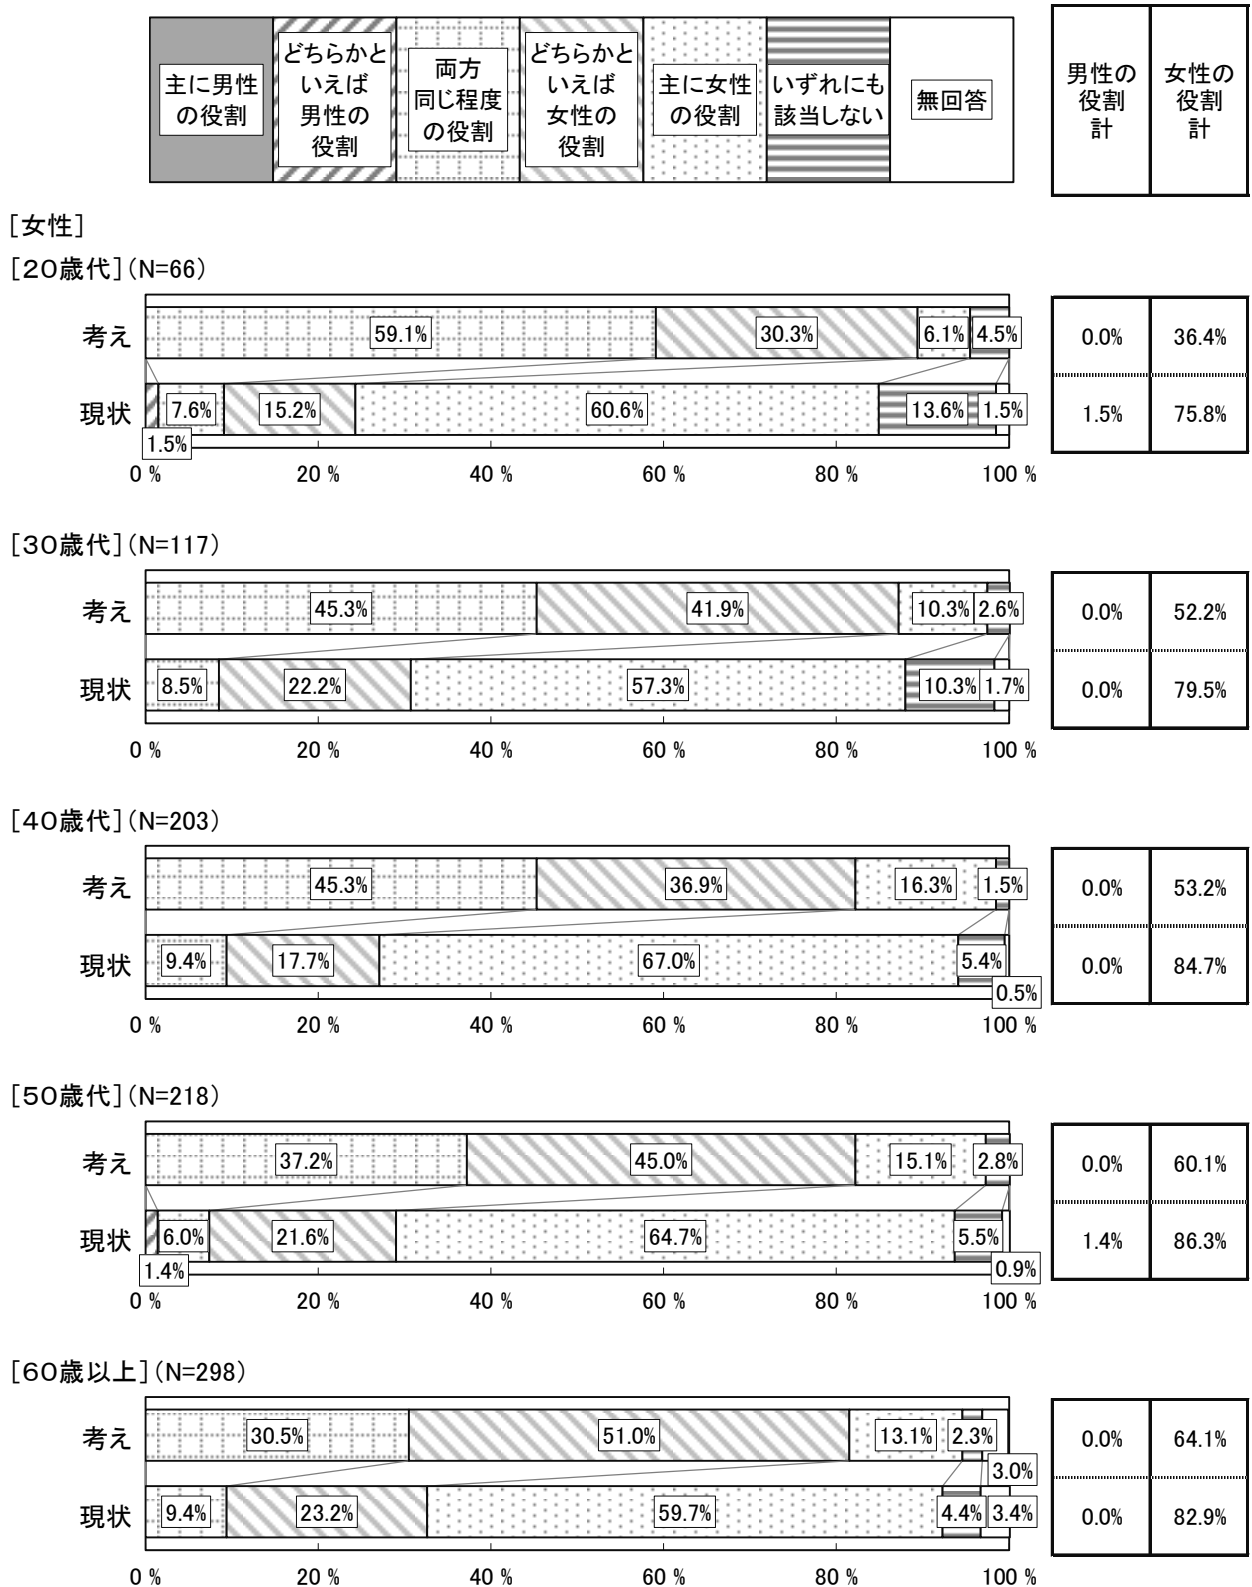 主に男性
の役割
どちらかと
いえば
男性の
役割
両方
同じ程度
の役割
どちらかと
いえば
女性の
役割
主に女性
の役割
いずれにも
該当しない
無回答
男性の
役割
計
女性の
役割
計
［女性］
［20歳代］(N=66)
考え 59.1% 30.3% 6.1% 4.5% 0.0% 36.4%
現状 7.6% 15.2% 60.6% 13.6% 1.5% 1.5% 75.8%
1.5%
0 % 20 % 40 % 60 % 80 % 100 %
［30歳代］(N=117)
考え 45.3% 41.9% 10.3% 2.6% 0.0% 52.2%
現状 8.5% 22.2% 57.3% 10.3% 1.7% 0.0% 79.5%
0 % 20 % 40 % 60 % 80 % 100 %
［40歳代］(N=203)
考え 45.3% 36.9% 16.3% 1.5% 0.0% 53.2%
現状 9.4% 17.7% 67.0% 5.4% 0.0% 84.7%
0.5%
0 % 20 % 40 % 60 % 80 % 100 %
［50歳代］(N=218)
考え 37.2% 45.0% 15.1% 2.8% 0.0% 60.1%
現状 6.0% 21.6% 64.7% 5.5% 1.4% 86.3%
1.4% 0.9%
0 % 20 % 40 % 60 % 80 % 100 %
［60歳以上］(N=298)
考え 30.5% 51.0% 13.1% 2.3% 0.0% 64.1%
3.0%
現状 9.4% 23.2% 59.7% 4.4% 3.4% 0.0% 82.9%
0 % 20 % 40 % 60 % 80 % 100 %